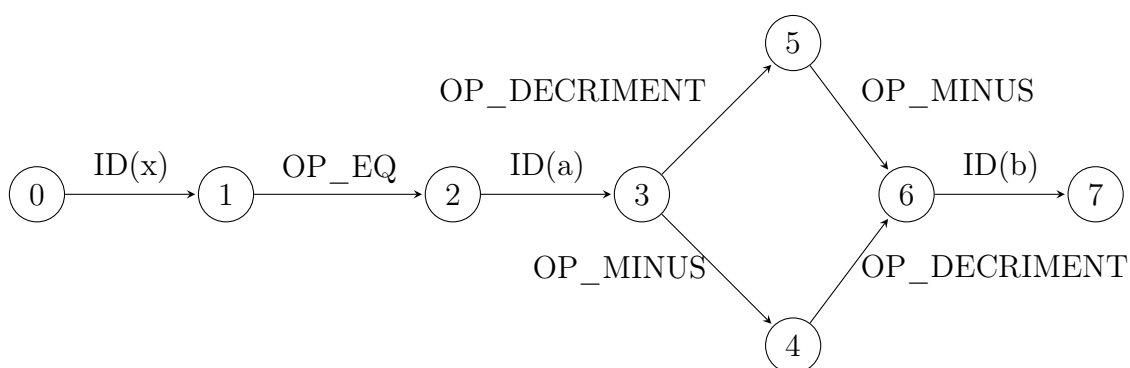 5
OP_DECRIMENT
OP_MINUS
ID(x)
OP_EQ
ID(a)
ID(b)
0
1
2
3
6
7
OP_MINUS
OP_DECRIMENT
4